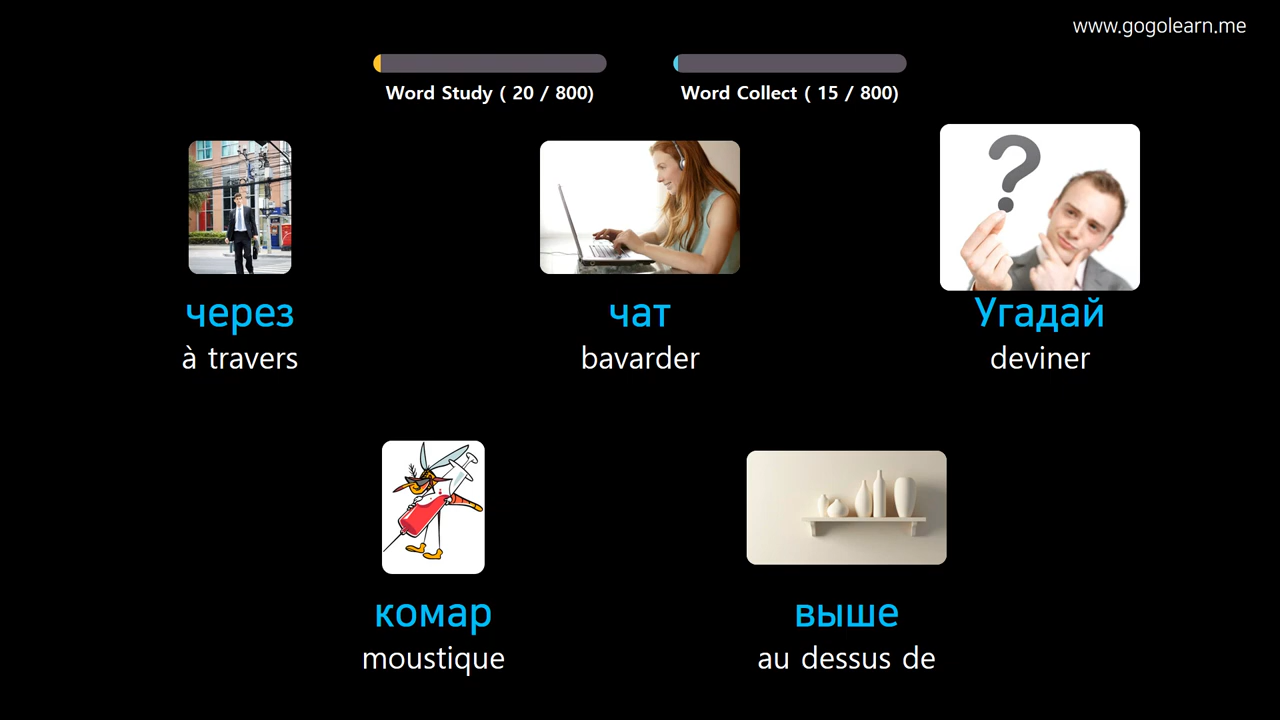 www.gogolearn.me
Word Study ( 20 / 800)
Word Collect ( 15 / 800)
через
à travers
чат
bavarder
Угадай
deviner
комар
moustique
выше
au dessus de